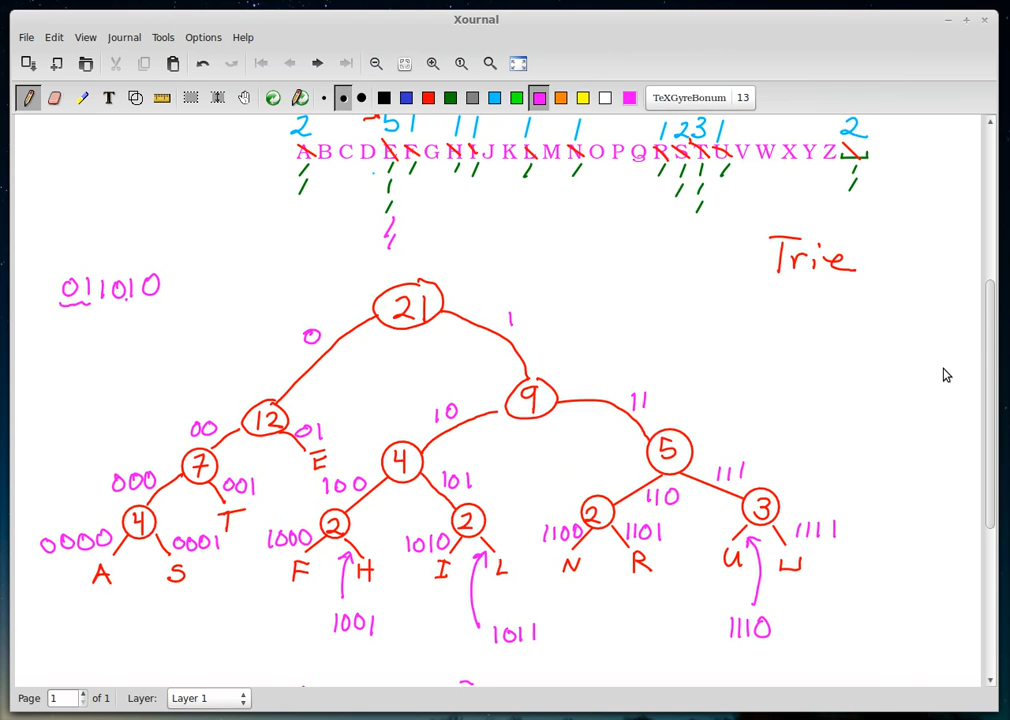 Xournal
File Edit View Journal Tools Options Help
TeXGyreBonum 13
2 5 1 1 1 1 1 1 2 3 1 2
A B C D E F G H I J K L M N O P Q R S T U V W X Y Z
Trie
011010
21
0 1
12 9
00 01 10 11
7 E 4 5
000 001 100 101 110 111
4 T 2 2 2 3
0000 0001 1000 1010 1100 1101 1111
A S F H I L N R U ␣
1001 1011 1110
Page 1 of 1 Layer: Layer 1